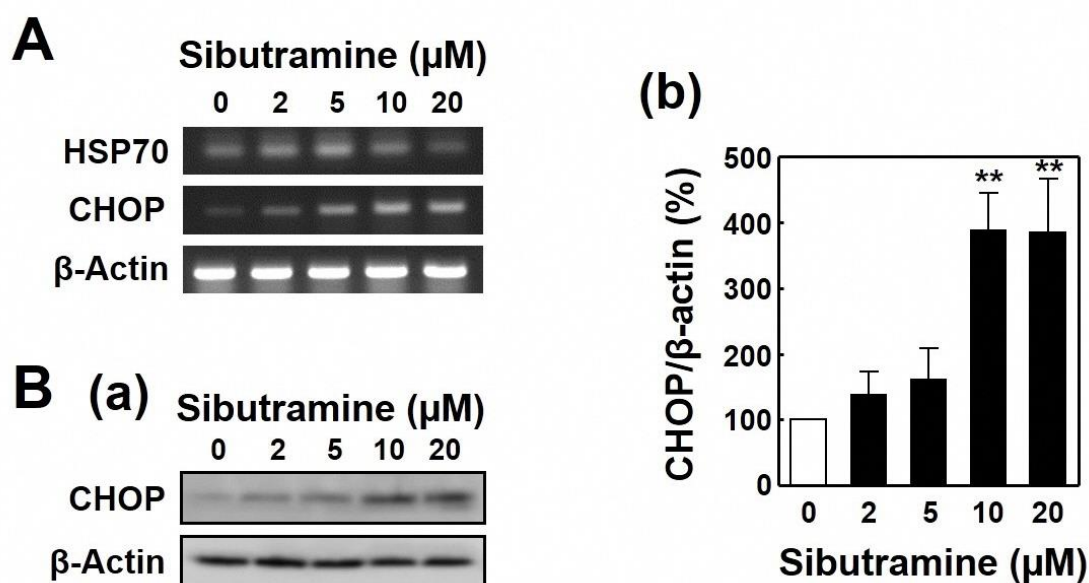 A
Sibutramine (µM)
0 2 5 10 20
HSP70
CHOP
β-Actin
B (a)
Sibutramine (µM)
0 2 5 10 20
CHOP
β-Actin
(b)
CHOP/β-actin (%)
500
400
300
200
100
0
** **
0 2 5 10 20
Sibutramine (µM)